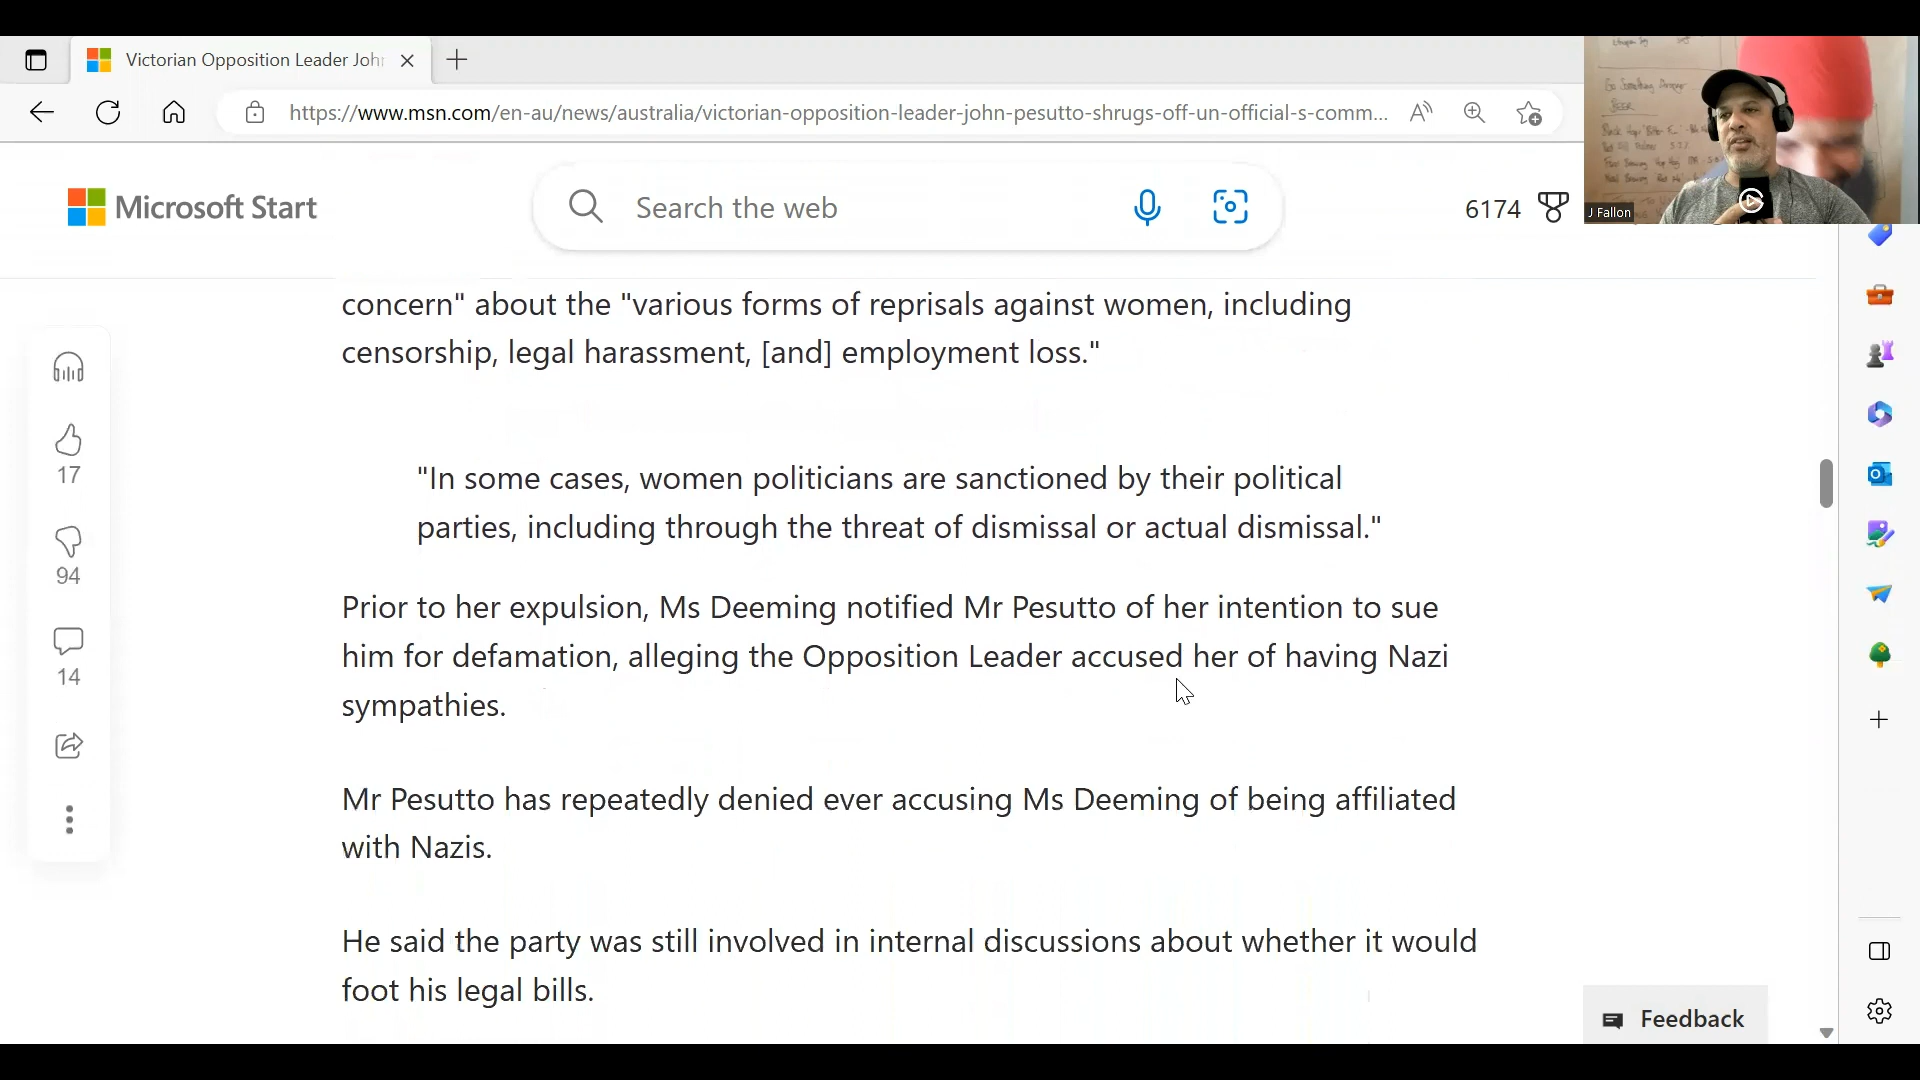 Victorian Opposition Leader Joh
https://www.msn.com/en-au/news/australia/victorian-opposition-leader-john-pesutto-shrugs-off-un-official-s-comm...
Microsoft Start
Search the web
6174
J Fallon
concern" about the "various forms of reprisals against women, including
censorship, legal harassment, [and] employment loss."
17
"In some cases, women politicians are sanctioned by their political
parties, including through the threat of dismissal or actual dismissal."
94
Prior to her expulsion, Ms Deeming notified Mr Pesutto of her intention to sue
him for defamation, alleging the Opposition Leader accused her of having Nazi
sympathies.
14
Mr Pesutto has repeatedly denied ever accusing Ms Deeming of being affiliated
with Nazis.
He said the party was still involved in internal discussions about whether it would
foot his legal bills.
Feedback